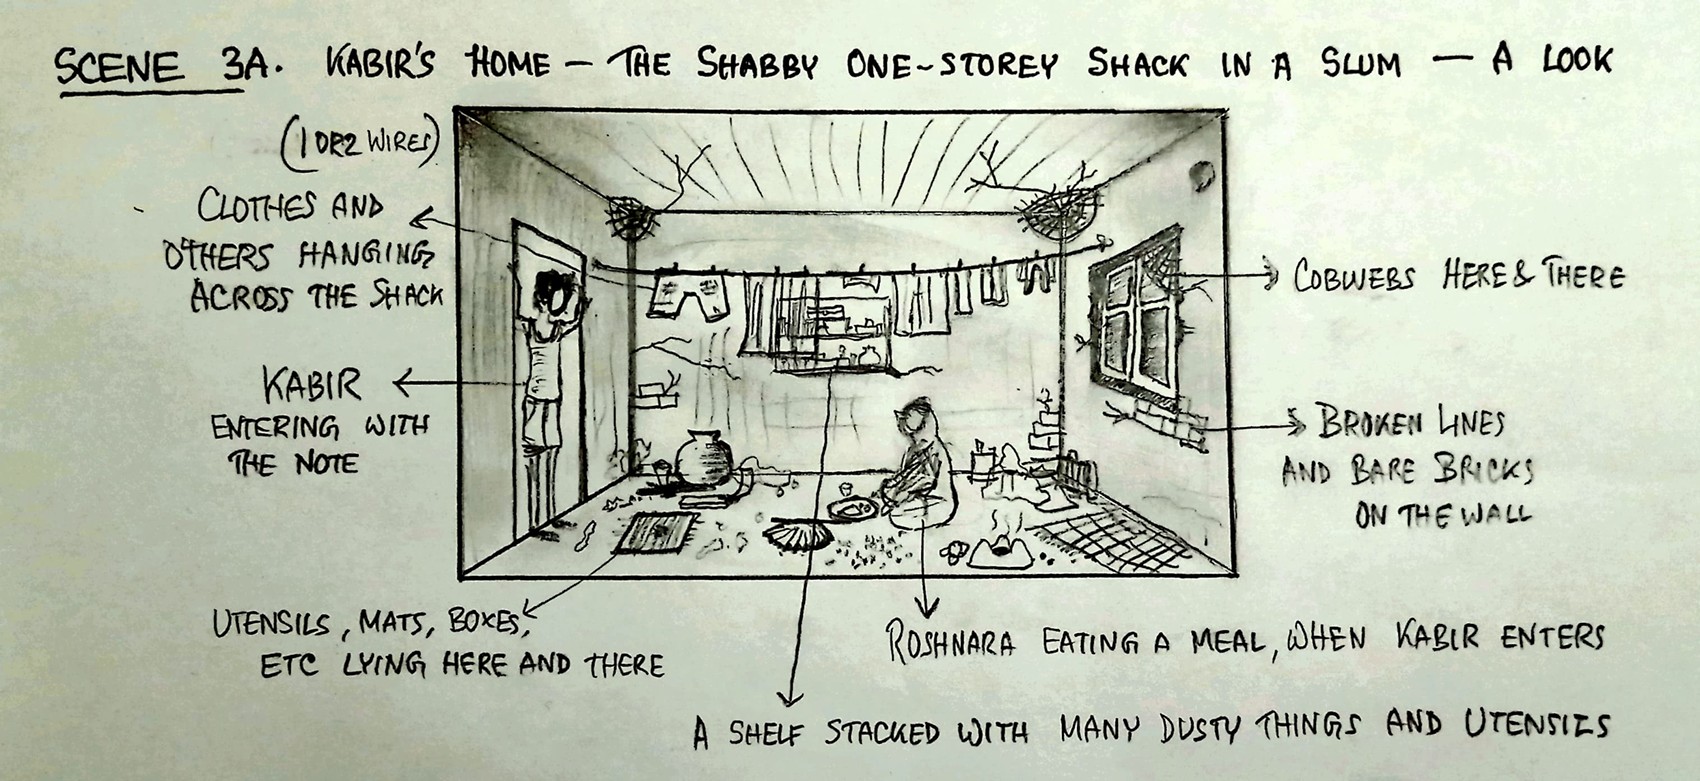 SCENE 3A. KABIR'S HOME — THE SHABBY ONE-STOREY SHACK IN A SLUM — A LOOK
(1 OR 2 WIRES)
CLOTHES AND
OTHERS HANGING
ACROSS THE SHACK
KABIR
ENTERING WITH
THE NOTE
COBWEBS HERE & THERE
BROKEN LINES
AND BARE BRICKS
ON THE WALL
UTENSILS, MATS, BOXES,
ETC LYING HERE AND THERE
ROSHNARA EATING A MEAL, WHEN KABIR ENTERS
A SHELF STACKED WITH MANY DUSTY THINGS AND UTENSILS